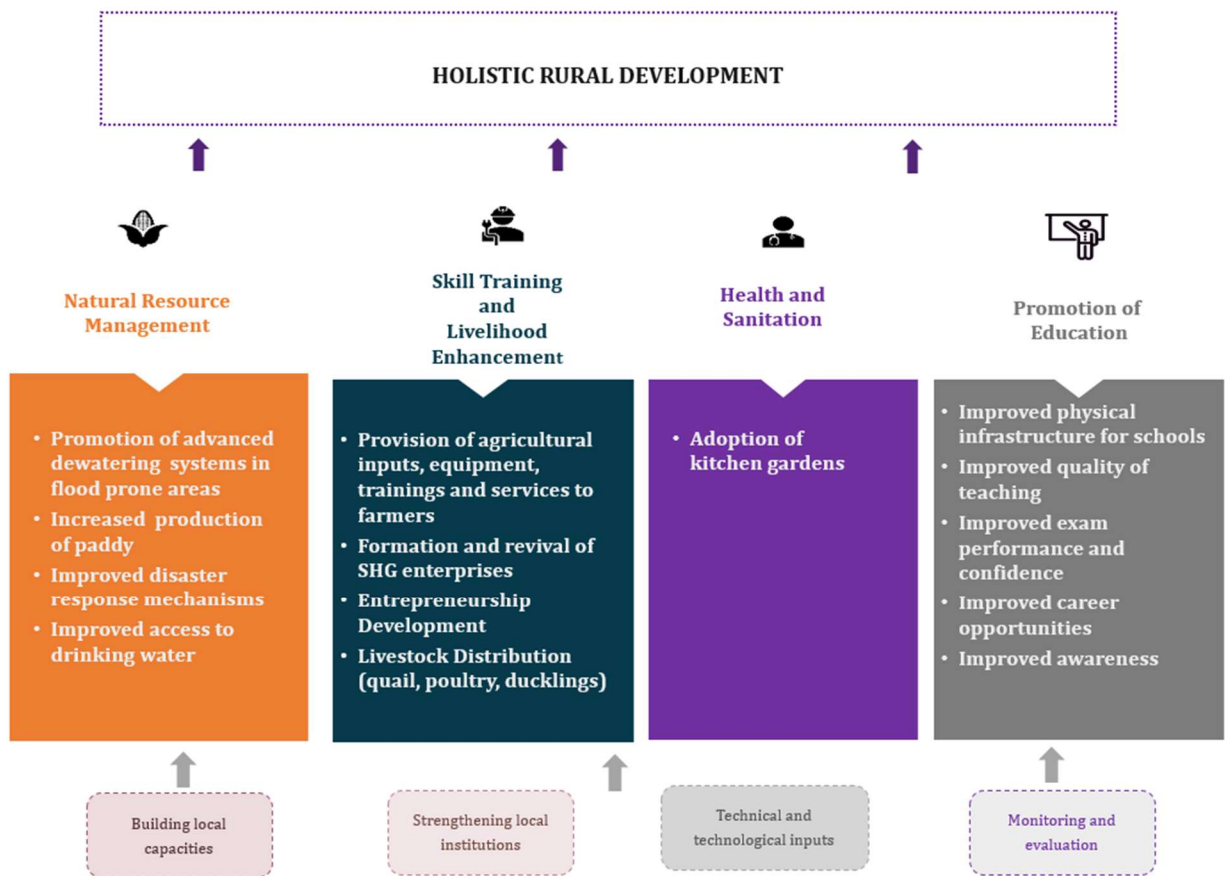 HOLISTIC RURAL DEVELOPMENT
Natural Resource
Management
Skill Training
and
Livelihood
Enhancement
Health and
Sanitation
Promotion of
Education
• Promotion of advanced
dewatering systems in
flood prone areas
• Increased production
of paddy
• Improved disaster
response mechanisms
• Improved access to
drinking water
• Provision of agricultural
inputs, equipment,
trainings and services to
farmers
• Formation and revival of
SHG enterprises
• Entrepreneurship
Development
• Livestock Distribution
(quail, poultry, ducklings)
• Adoption of
kitchen gardens
• Improved physical
infrastructure for schools
• Improved quality of
teaching
• Improved exam
performance and
confidence
• Improved career
opportunities
• Improved awareness
Building local
capacities
Strengthening local
institutions
Technical and
technological inputs
Monitoring and
evaluation